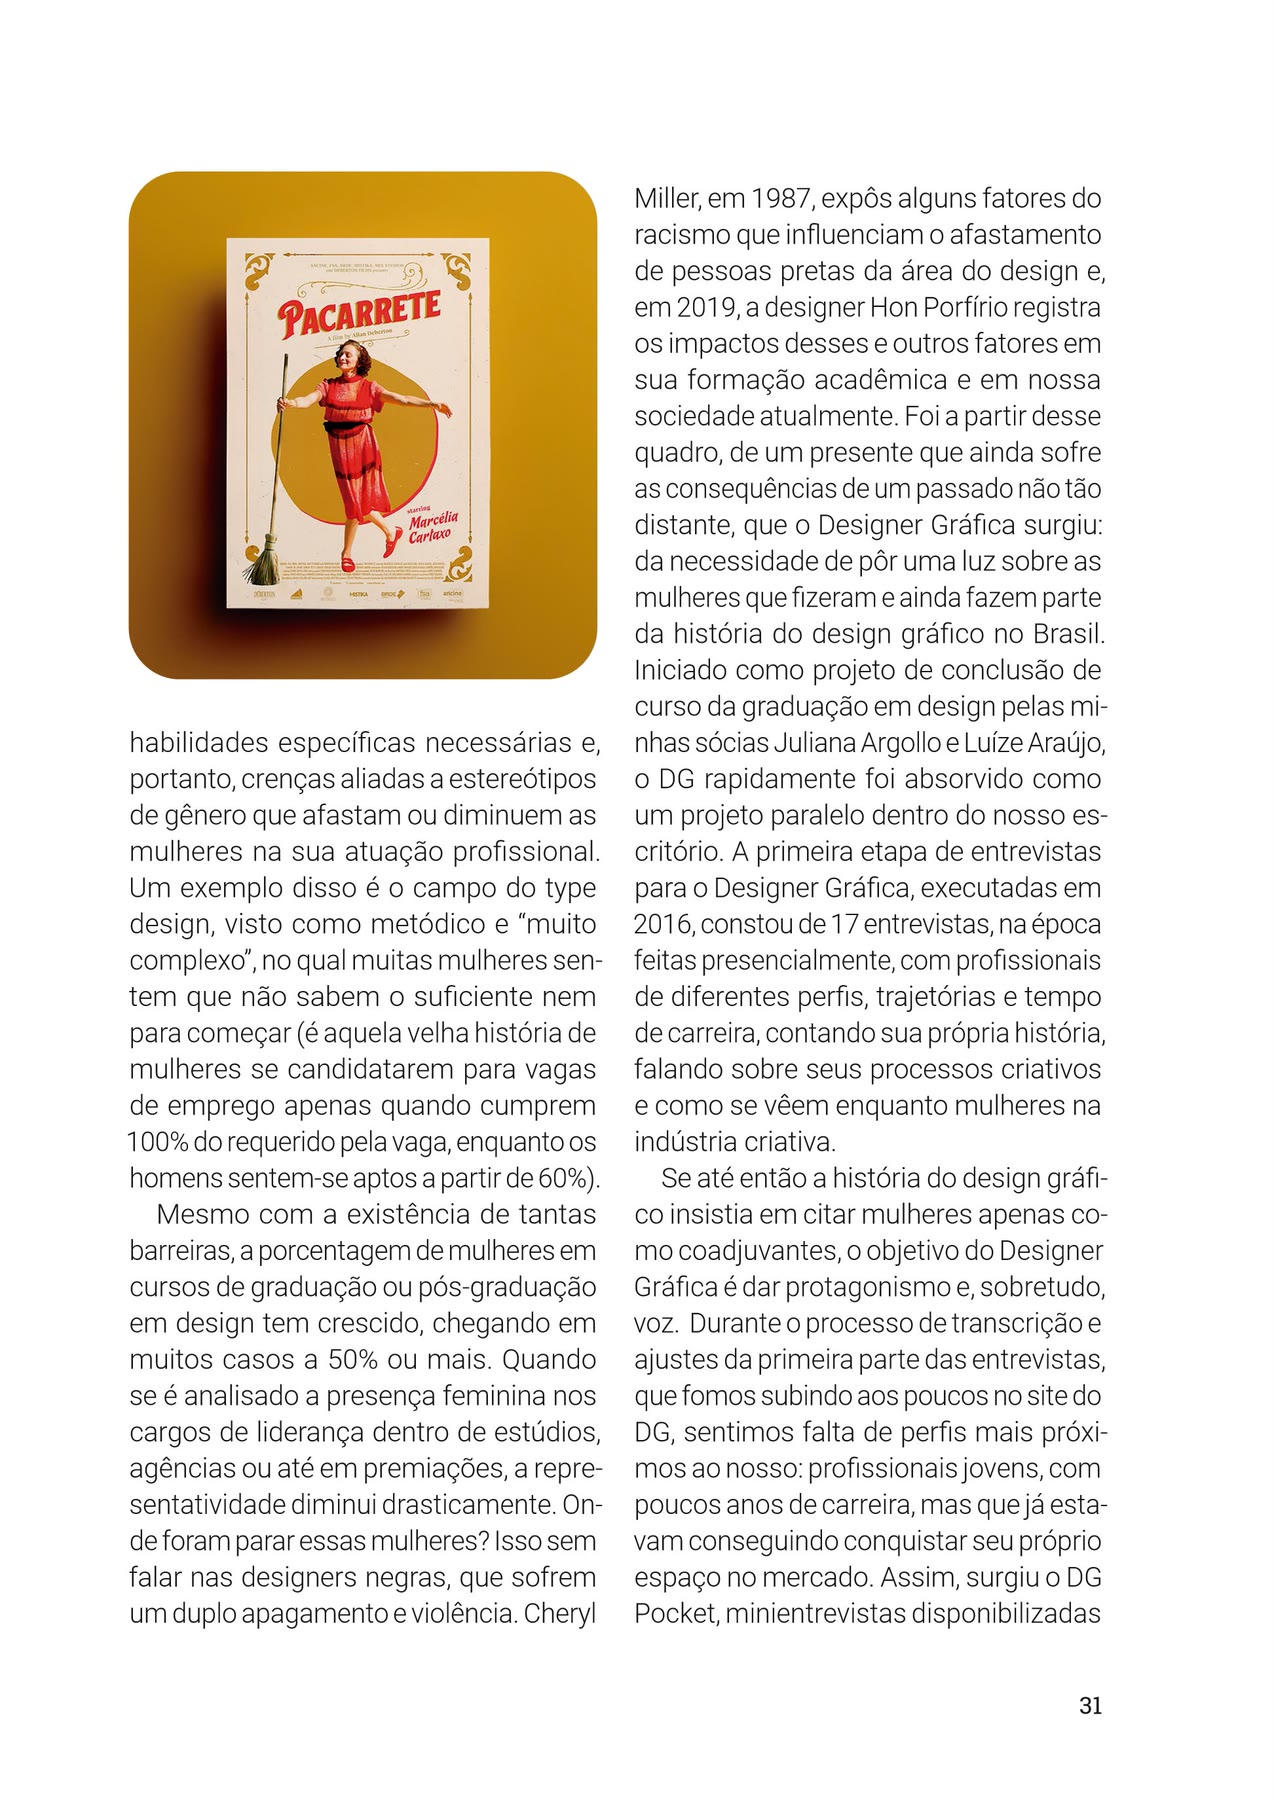 PACARRETE
A film by Allan Deberton
starring
Marcélia
Cartaxo
MISTIKA
ancine
habilidades específicas necessárias e,
portanto, crenças aliadas a estereótipos
de gênero que afastam ou diminuem as
mulheres na sua atuação profissional.
Um exemplo disso é o campo do type
design, visto como metódico e “muito
complexo”, no qual muitas mulheres sen-
tem que não sabem o suficiente nem
para começar (é aquela velha história de
mulheres se candidatarem para vagas
de emprego apenas quando cumprem
100% do requerido pela vaga, enquanto os
homens sentem-se aptos a partir de 60%).
Mesmo com a existência de tantas
barreiras, a porcentagem de mulheres em
cursos de graduação ou pós-graduação
em design tem crescido, chegando em
muitos casos a 50% ou mais. Quando
se é analisado a presença feminina nos
cargos de liderança dentro de estúdios,
agências ou até em premiações, a repre-
sentatividade diminui drasticamente. On-
de foram parar essas mulheres? Isso sem
falar nas designers negras, que sofrem
um duplo apagamento e violência. Cheryl
Miller, em 1987, expôs alguns fatores do
racismo que influenciam o afastamento
de pessoas pretas da área do design e,
em 2019, a designer Hon Porfírio registra
os impactos desses e outros fatores em
sua formação acadêmica e em nossa
sociedade atualmente. Foi a partir desse
quadro, de um presente que ainda sofre
as consequências de um passado não tão
distante, que o Designer Gráfica surgiu:
da necessidade de pôr uma luz sobre as
mulheres que fizeram e ainda fazem parte
da história do design gráfico no Brasil.
Iniciado como projeto de conclusão de
curso da graduação em design pelas mi-
nhas sócias Juliana Argollo e Luíze Araújo,
o DG rapidamente foi absorvido como
um projeto paralelo dentro do nosso es-
critório. A primeira etapa de entrevistas
para o Designer Gráfica, executadas em
2016, constou de 17 entrevistas, na época
feitas presencialmente, com profissionais
de diferentes perfis, trajetórias e tempo
de carreira, contando sua própria história,
falando sobre seus processos criativos
e como se vêem enquanto mulheres na
indústria criativa.
Se até então a história do design gráfi-
co insistia em citar mulheres apenas co-
mo coadjuvantes, o objetivo do Designer
Gráfica é dar protagonismo e, sobretudo,
voz. Durante o processo de transcrição e
ajustes da primeira parte das entrevistas,
que fomos subindo aos poucos no site do
DG, sentimos falta de perfis mais próxi-
mos ao nosso: profissionais jovens, com
poucos anos de carreira, mas que já esta-
vam conseguindo conquistar seu próprio
espaço no mercado. Assim, surgiu o DG
Pocket, minientrevistas disponibilizadas
31